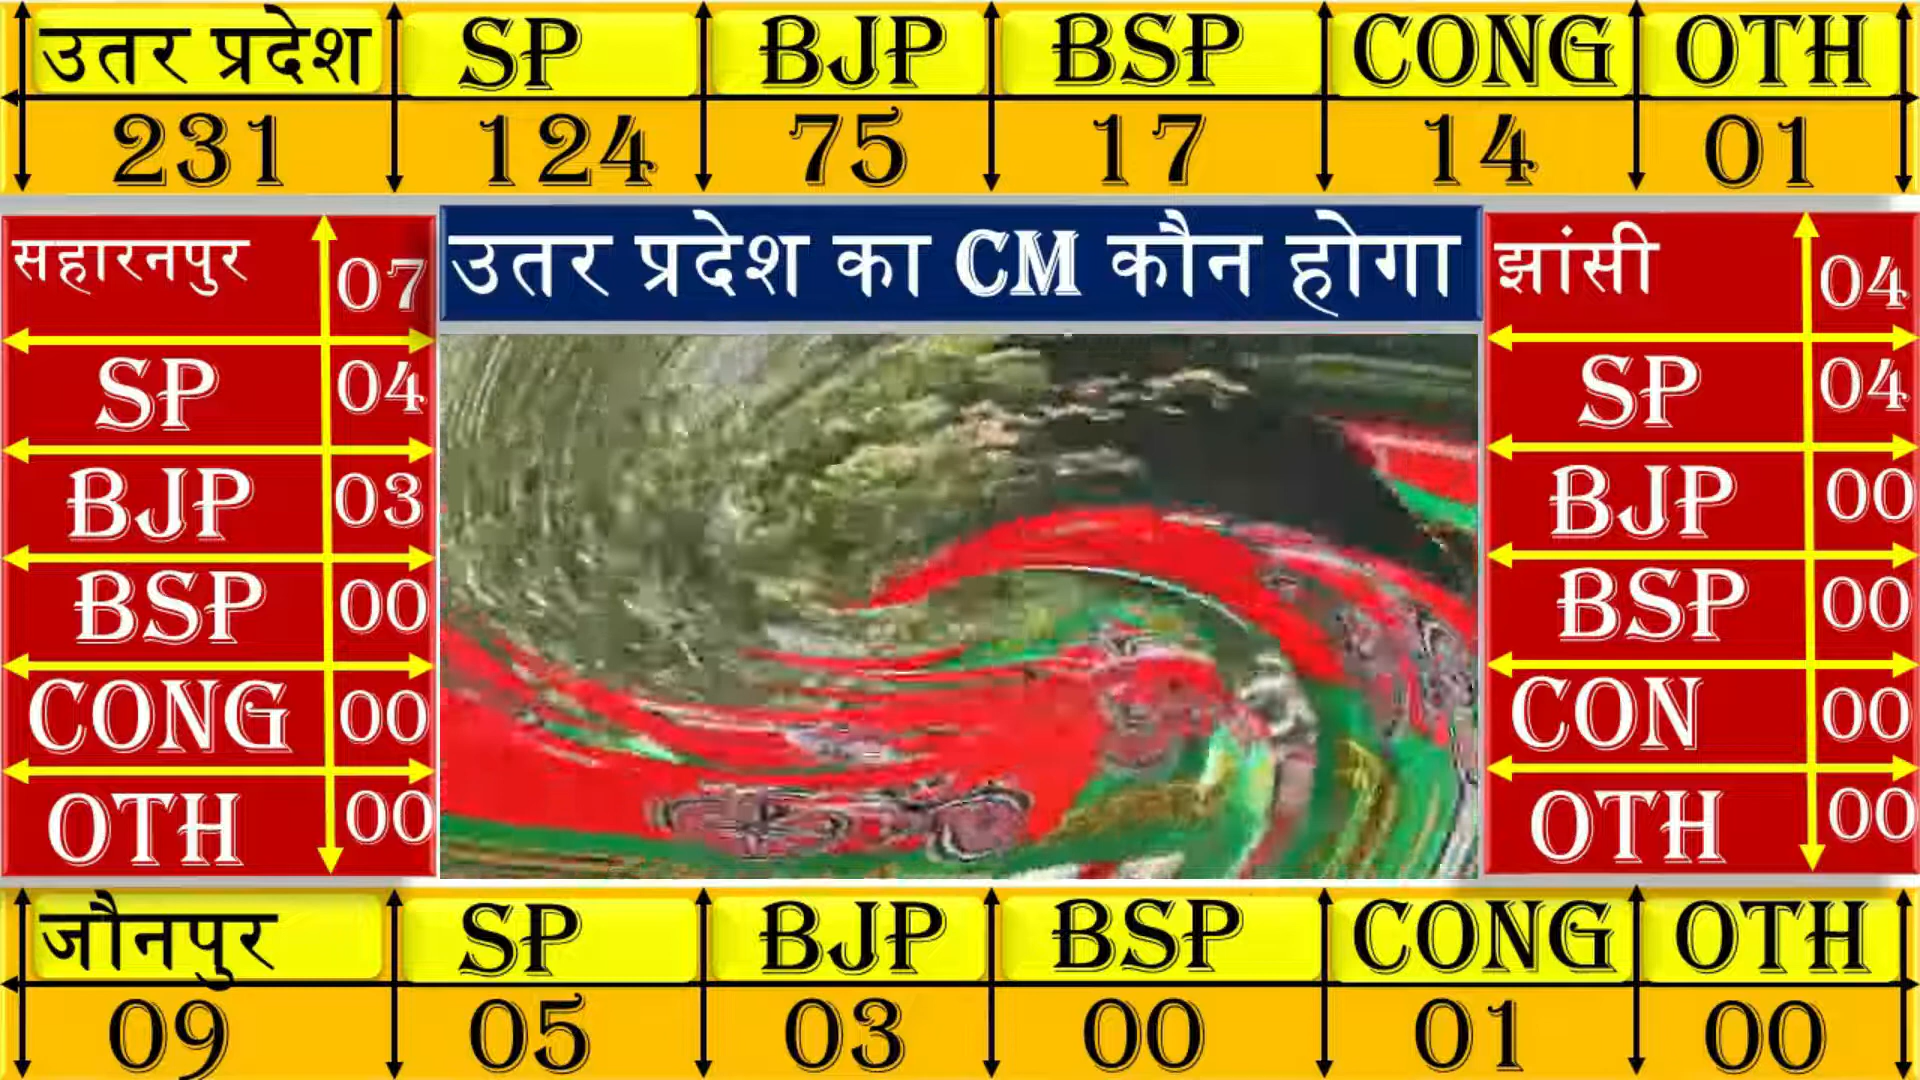 उतर प्रदेश SP BJP BSP CONG OTH
231 124 75 17 14 01
सहारनपुर 07
SP 04
BJP 03
BSP 00
CONG 00
OTH 00
उतर प्रदेश का CM कौन होगा
झांसी 04
SP 04
BJP 00
BSP 00
CON 00
OTH 00
जौनपुर SP BJP BSP CONG OTH
09 05 03 00 01 00